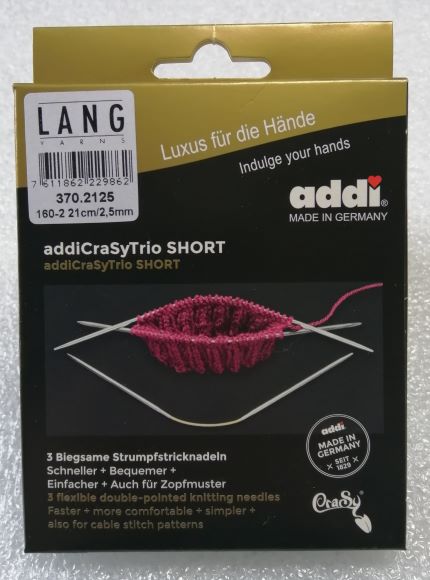 LANG
YARNS
7 611862 229862
370.2125
160-2 21cm/2,5mm
Luxus für die Hände
Indulge your hands
addi®
MADE IN GERMANY
addiCraSyTrio SHORT
addiCraSyTrio SHORT
3 Biegsame Strumpfstricknadeln
Schneller + Bequemer +
Einfacher + Auch für Zopfmuster
3 flexible double-pointed knitting needles
Faster + more comfortable + simpler +
also for cable stitch patterns
addi
MADE IN
GERMANY
SEIT
1829
CraSy